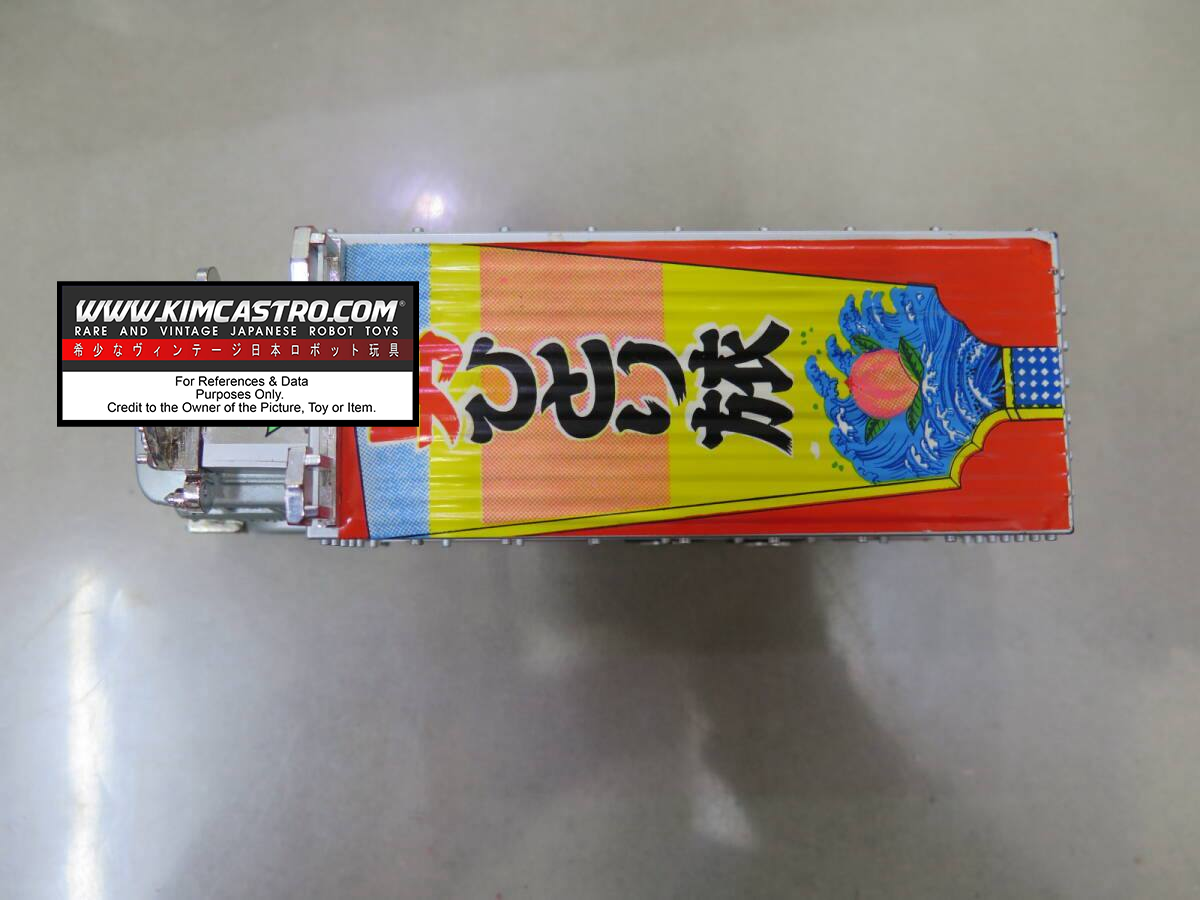 WWW.KIMCASTRO.COM®
RARE AND VINTAGE JAPANESE ROBOT TOYS
希少なヴィンテージ日本ロボット玩具
For References & Data
Purposes Only.
Credit to the Owner of the Picture, Toy or Item.
男ひとり旅